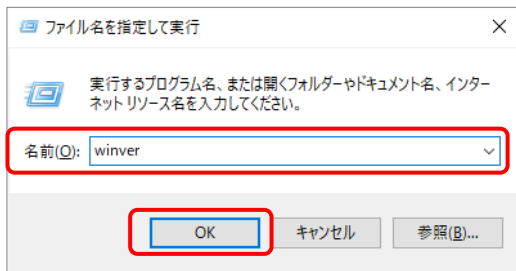 ファイル名を指定して実行
実行するプログラム名、または開くフォルダーやドキュメント名、インター
ネット リソース名を入力してください。
名前(O): winver
OK キャンセル 参照(B)...